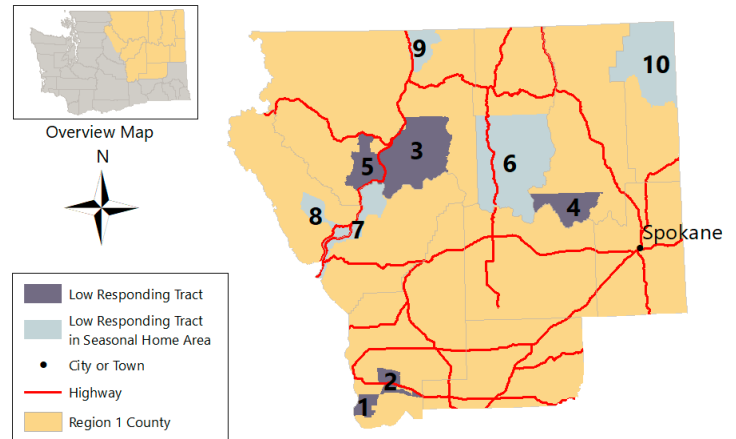 Overview Map
N
9
10
3
5
6
4
8
7
Spokane
2
1
Low Responding Tract
Low Responding Tract
in Seasonal Home Area
City or Town
Highway
Region 1 County